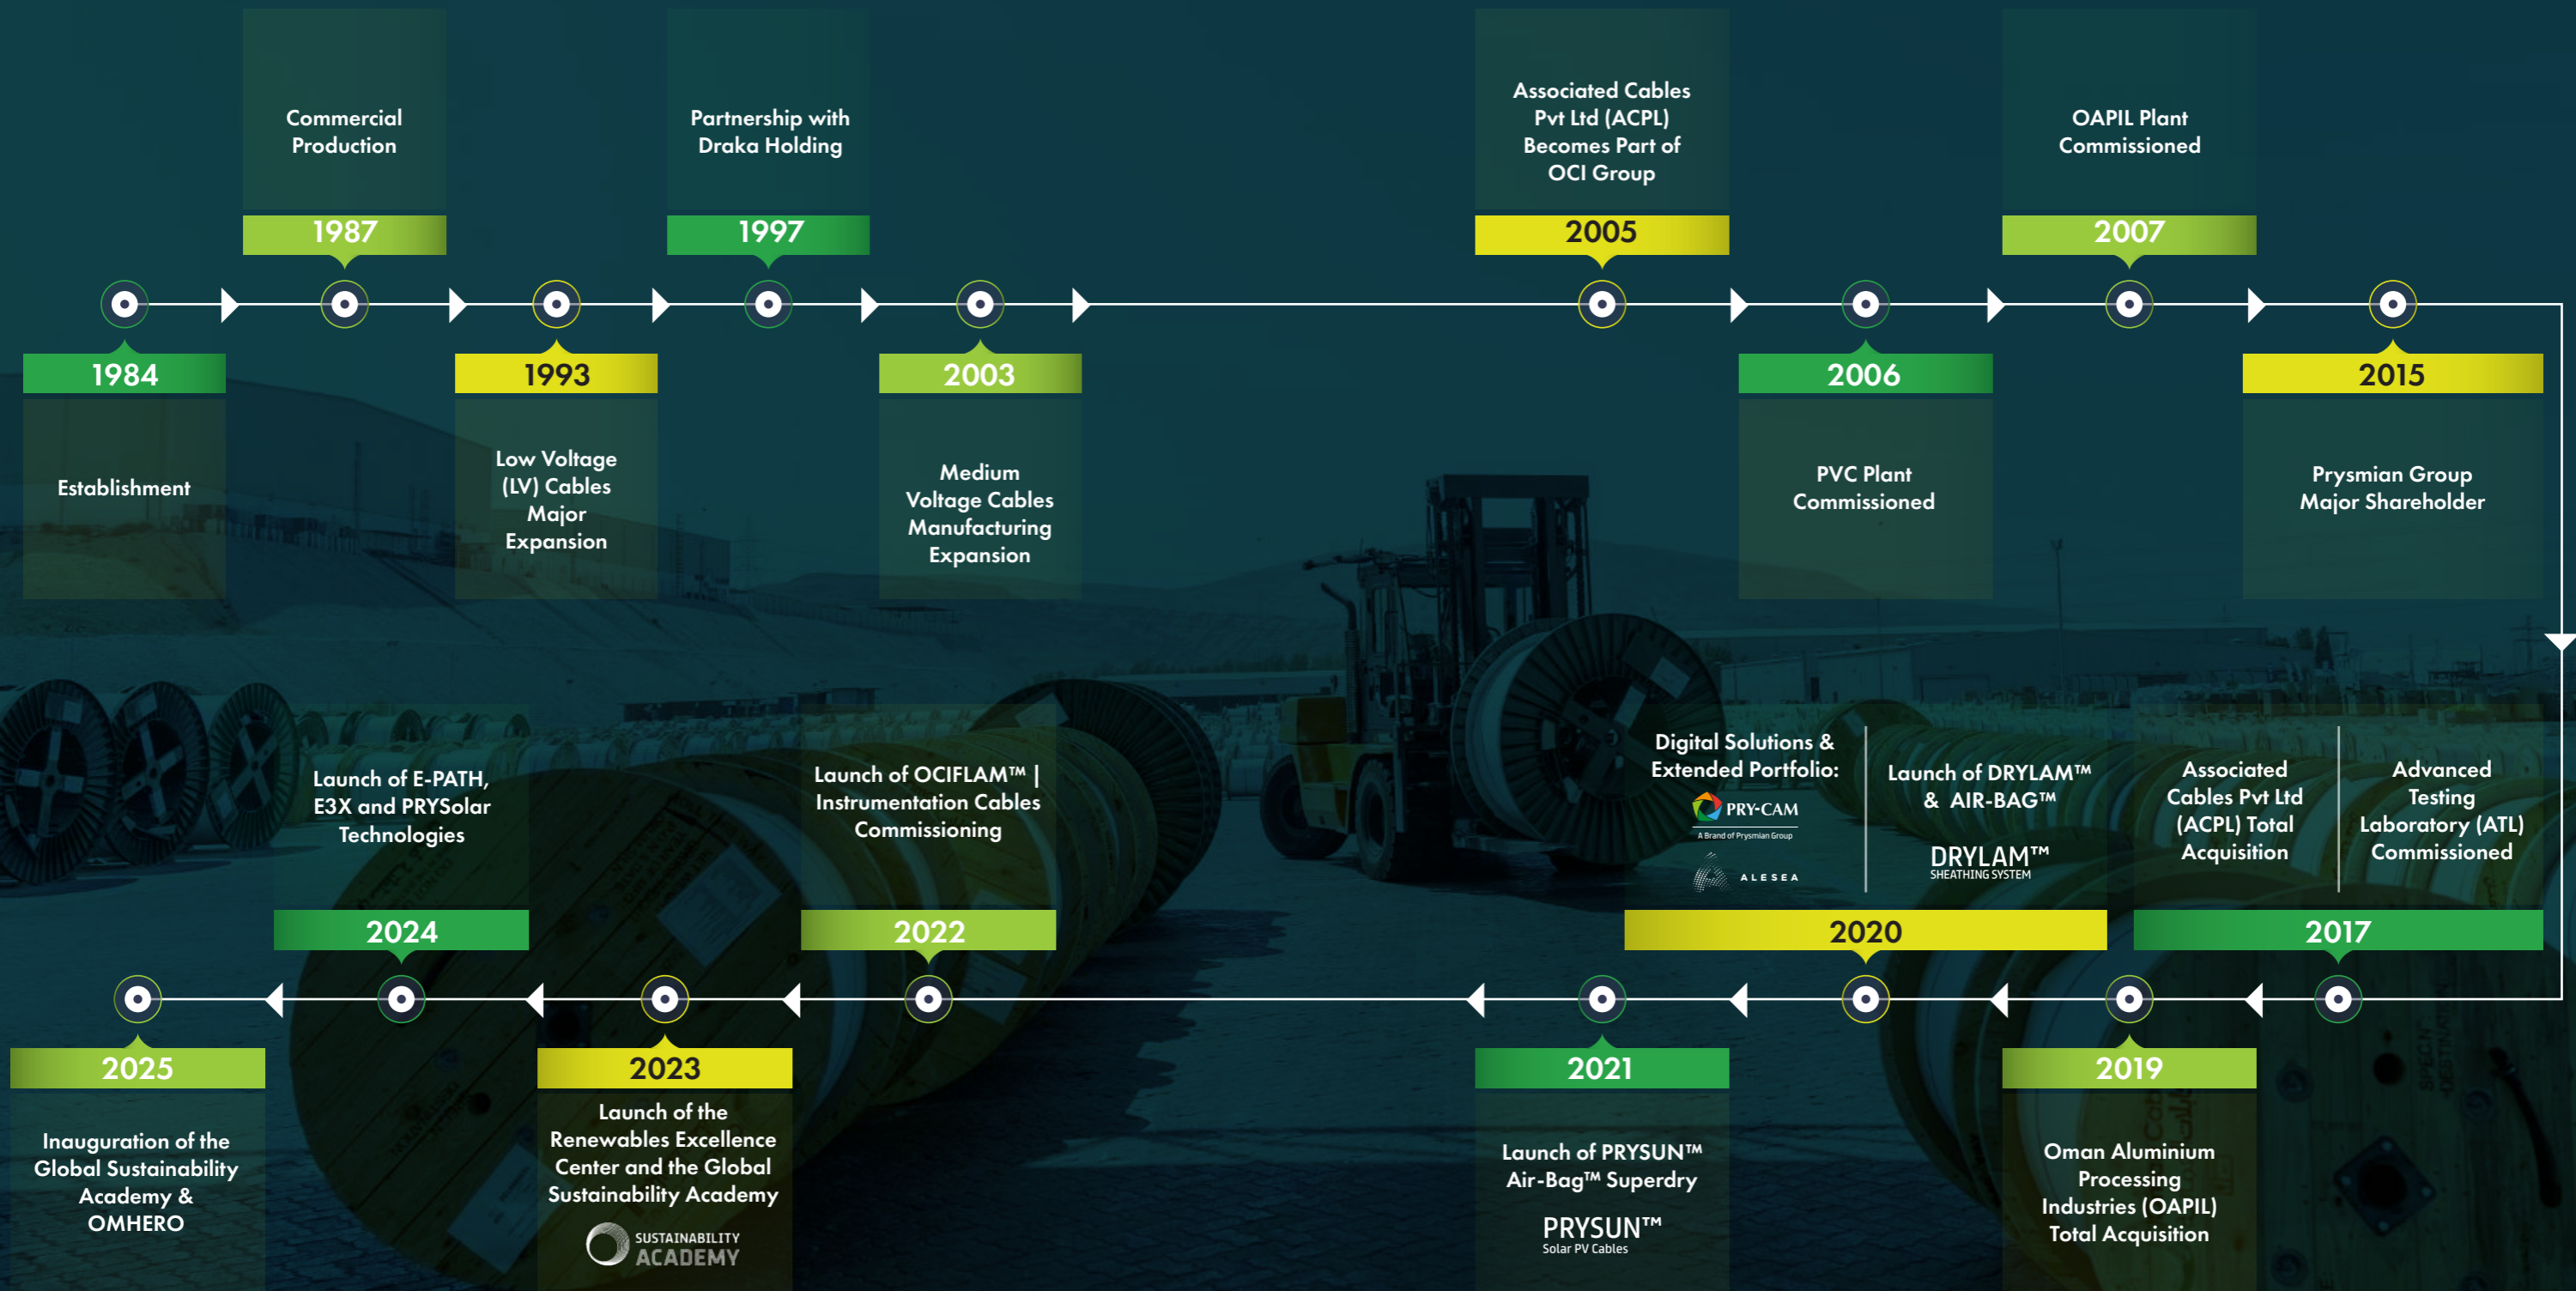 1984
Establishment
Commercial
Production
1987
1993
Low Voltage
(LV) Cables
Major
Expansion
Partnership with
Draka Holding
1997
2003
Medium
Voltage Cables
Manufacturing
Expansion
Associated Cables
Pvt Ltd (ACPL)
Becomes Part of
OCI Group
2005
2006
PVC Plant
Commissioned
OAPIL Plant
Commissioned
2007
2015
Prysmian Group
Major Shareholder
Associated
Cables Pvt Ltd
(ACPL) Total
Acquisition
Advanced
Testing
Laboratory (ATL)
Commissioned
2017
2019
Oman Aluminium
Processing
Industries (OAPIL)
Total Acquisition
Digital Solutions &
Extended Portfolio:
PRY-CAM
A Brand of Prysmian Group
ALESEA
Launch of DRYLAM™
& AIR-BAG™
DRYLAM™
SHEATHING SYSTEM
2020
2021
Launch of PRYSUN™
Air-Bag™ Superdry
PRYSUN™
Solar PV Cables
Launch of OCIFLAM™ |
Instrumentation Cables
Commissioning
2022
2023
Launch of the
Renewables Excellence
Center and the Global
Sustainability Academy
SUSTAINABILITY
ACADEMY
Launch of E-PATH,
E3X and PRYSolar
Technologies
2024
2025
Inauguration of the
Global Sustainability
Academy &
OMHERO